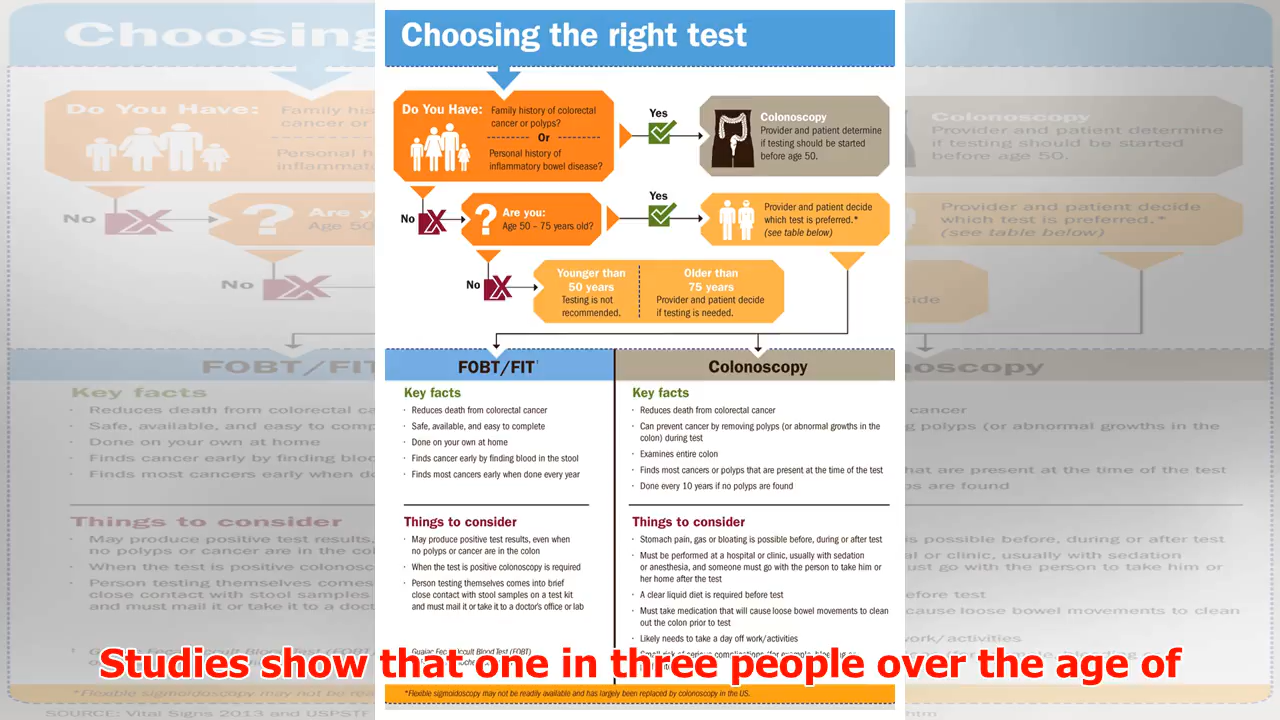 Choosing the right test
Do You Have:
Family history of colorectal
cancer or polyps?
Or
Personal history of
inflammatory bowel disease?
Yes
Colonoscopy
Provider and patient determine
if testing should be started
before age 50.
No
?
Are you:
Age 50 – 75 years old?
Yes
Provider and patient decide
which test is preferred.*
(see table below)
No
Younger than
50 years
Testing is not
recommended.
Older than
75 years
Provider and patient decide
if testing is needed.
FOBT/FIT
Key facts
· Reduces death from colorectal cancer
· Safe, available, and easy to complete
· Done on your own at home
· Finds cancer early by finding blood in the stool
· Finds most cancers early when done every year
Things to consider
· May produce positive test results, even when
no polyps or cancer are in the colon
· When the test is positive colonoscopy is required
· Person testing themselves comes into brief
close contact with stool samples on a test kit
and must mail it or take it to a doctor's office or lab
Colonoscopy
Key facts
· Reduces death from colorectal cancer
· Can prevent cancer by removing polyps (or abnormal growths in the
colon) during test
· Examines entire colon
· Finds most cancers or polyps that are present at the time of the test
· Done every 10 years if no polyps are found
Things to consider
· Stomach pain, gas or bloating is possible before, during or after test
· Must be performed at a hospital or clinic, usually with sedation
or anesthesia, and someone must go with the person to take him or
her home after the test
· A clear liquid diet is required before test
· Must take medication that will cause loose bowel movements to clean
out the colon prior to test
· Likely needs to take a day off work/activities
Studies show that one in three people over the age of
*Flexible sigmoidoscopy may not be readily available and has largely been replaced by colonoscopy in the US.
SOURCE: Vital Signs 2013 and USPSTF